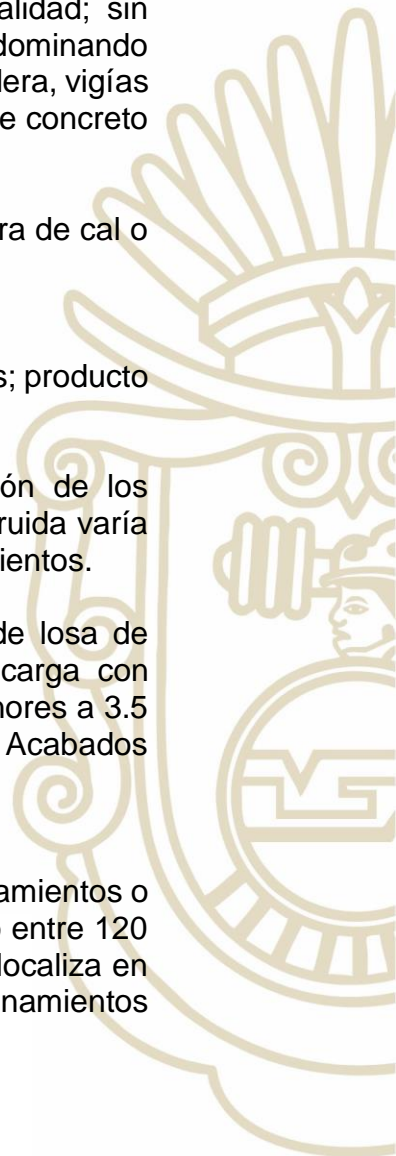 alidad; sin
dominando
lera, vigías
e concreto
ra de cal o
s; producto
ón de los
ruida varía
ientos.
de losa de
carga con
nores a 3.5
Acabados
amientos o
entre 120
localiza en
namientos